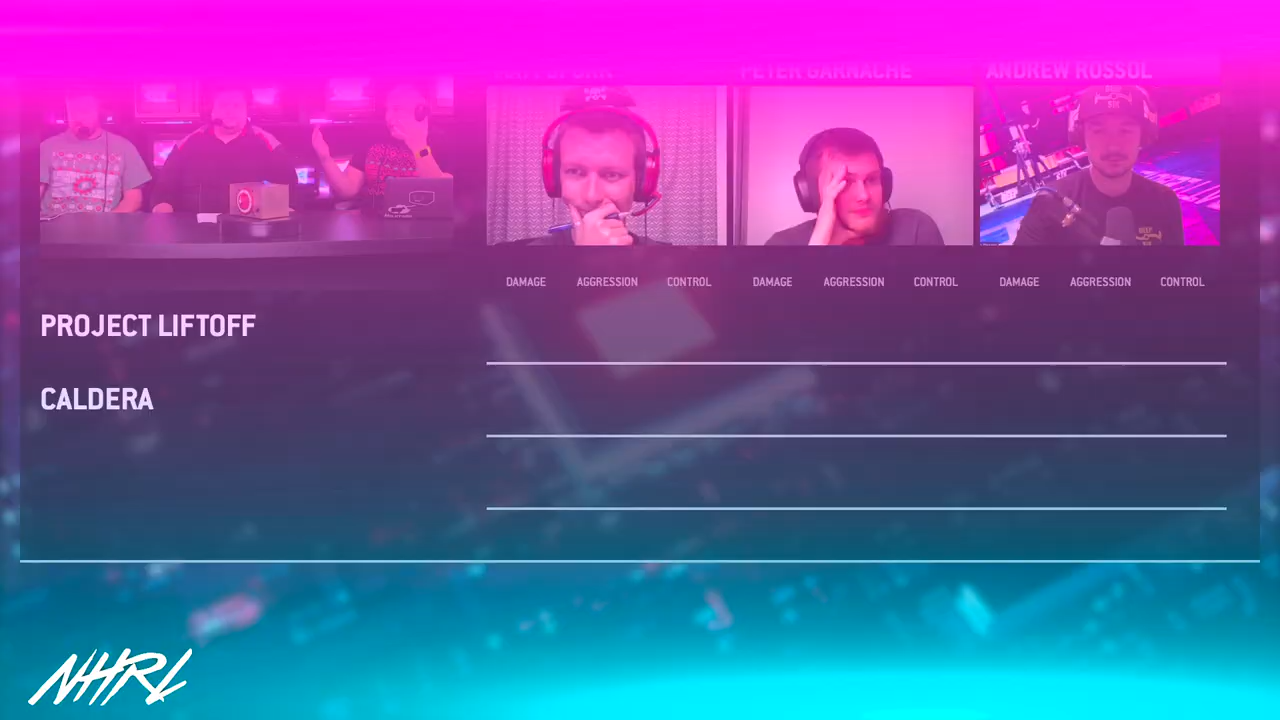 PETER GARNACHE
ANDREW ROSSOL
DAMAGE AGGRESSION CONTROL DAMAGE AGGRESSION CONTROL DAMAGE AGGRESSION CONTROL
PROJECT LIFTOFF
CALDERA
NHRL